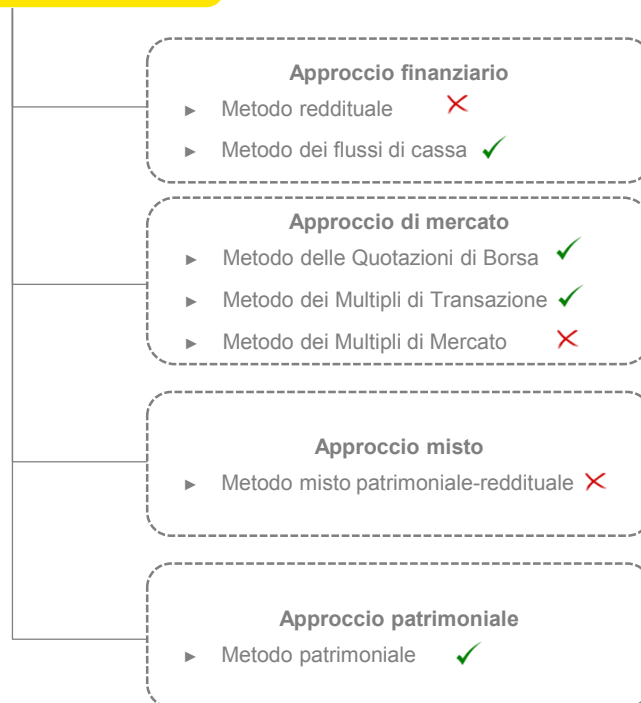 Approccio finanziario
► Metodo reddituale
► Metodo dei flussi di cassa
Approccio di mercato
► Metodo delle Quotazioni di Borsa
► Metodo dei Multipli di Transazione
► Metodo dei Multipli di Mercato
Approccio misto
► Metodo misto patrimoniale-reddituale
Approccio patrimoniale
► Metodo patrimoniale